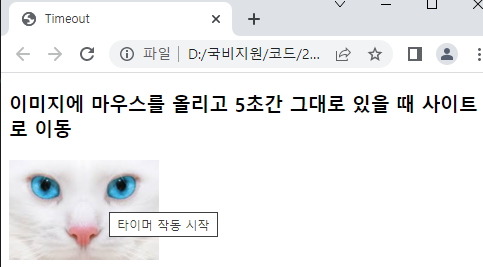 Timeout
파일 | D:/국비지원/코드/2...
이미지에 마우스를 올리고 5초간 그대로 있을 때 사이트
로 이동
타이머 작동 시작